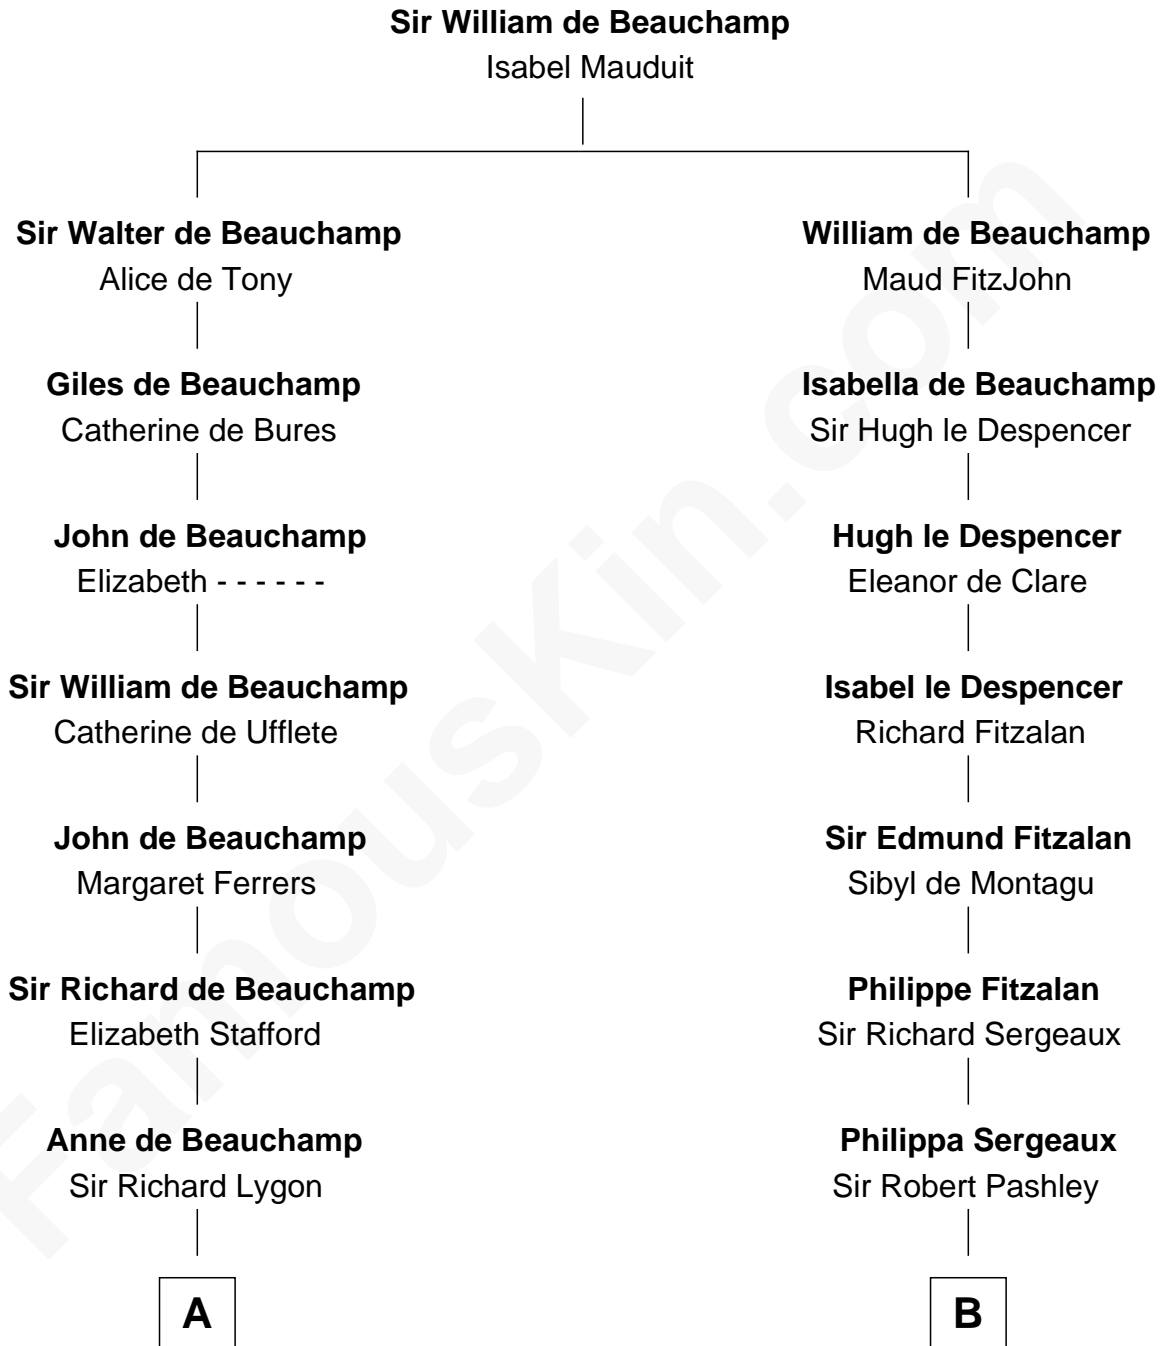 Sir William de Beauchamp
Isabel Mauduit
Sir Walter de Beauchamp
Alice de Tony
William de Beauchamp
Maud FitzJohn
Giles de Beauchamp
Catherine de Bures
Isabella de Beauchamp
Sir Hugh le Despencer
John de Beauchamp
Elizabeth - - - - - -
Hugh le Despencer
Eleanor de Clare
Sir William de Beauchamp
Catherine de Ufflete
Isabel le Despencer
Richard Fitzalan
John de Beauchamp
Margaret Ferrers
Sir Edmund Fitzalan
Sibyl de Montagu
Sir Richard de Beauchamp
Elizabeth Stafford
Philippe Fitzalan
Sir Richard Sergeaux
Anne de Beauchamp
Sir Richard Lygon
Philippa Sergeaux
Sir Robert Pashley
A
B
FamousKin.com